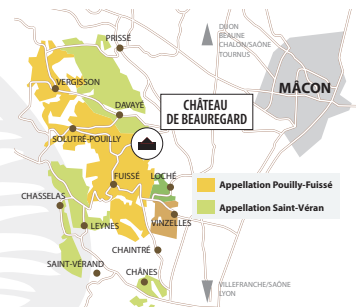 DIJON
BEAUNE
CHALON/SAÔNE
TOURNUS
PRISSÉ
VERGISSON
MÂCON
DAVAYÉ
CHÂTEAU
DE BEAUREGARD
SOLUTRÉ-POUILLY
FUISSÉ
LOCHÉ
Appellation Pouilly-Fuissé
CHASSELAS
Appellation Saint-Véran
LEYNES
VINZELLES
CHAINTRÉ
SAINT-VÉRAND
CHÂNES
VILLEFRANCHE/SAÔNE
LYON